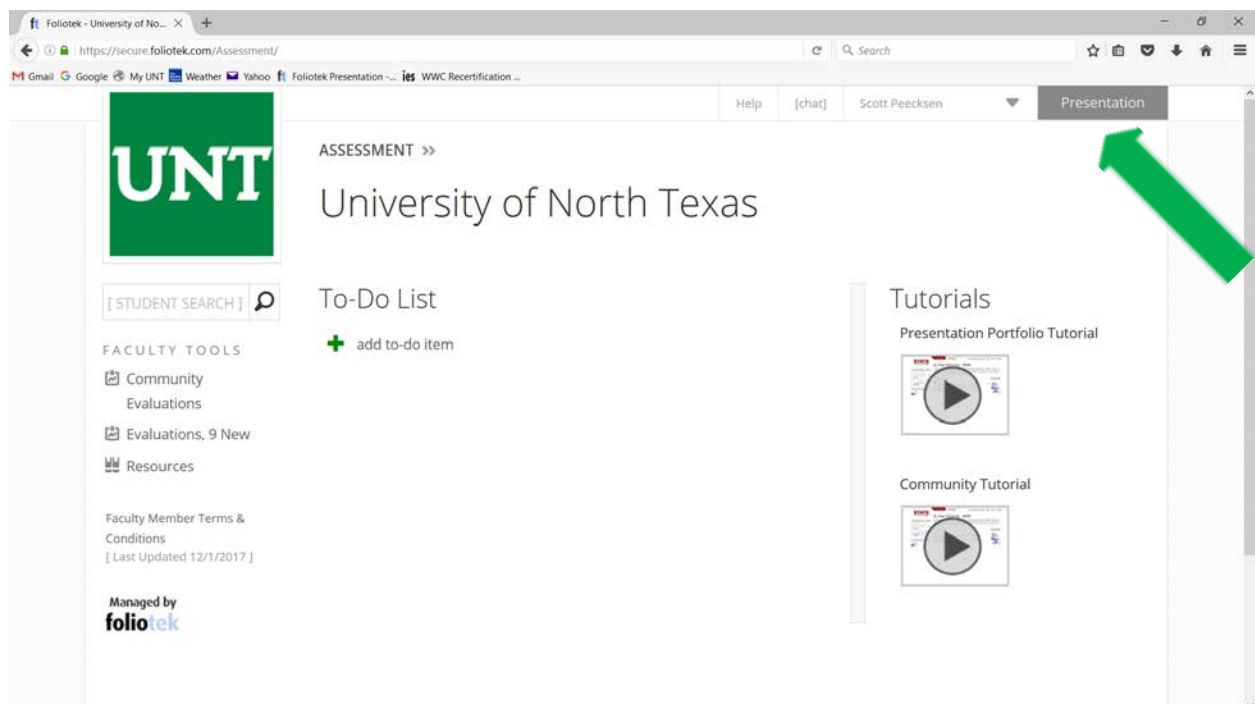 ft Foliotek - University of No...
https://secure.foliotek.com/Assessment/
Search
Gmail Google My UNT Weather Yahoo ft Foliotek Presentation -... ies WWC Recertification ...
Help [chat] Scott Peecksen Presentation
UNT
ASSESSMENT »
University of North Texas
[ STUDENT SEARCH ]
FACULTY TOOLS
Community
Evaluations
Evaluations, 9 New
Resources
Faculty Member Terms &
Conditions
[ Last Updated 12/1/2017 ]
Managed by
foliotek
To-Do List
add to-do item
Tutorials
Presentation Portfolio Tutorial
Community Tutorial